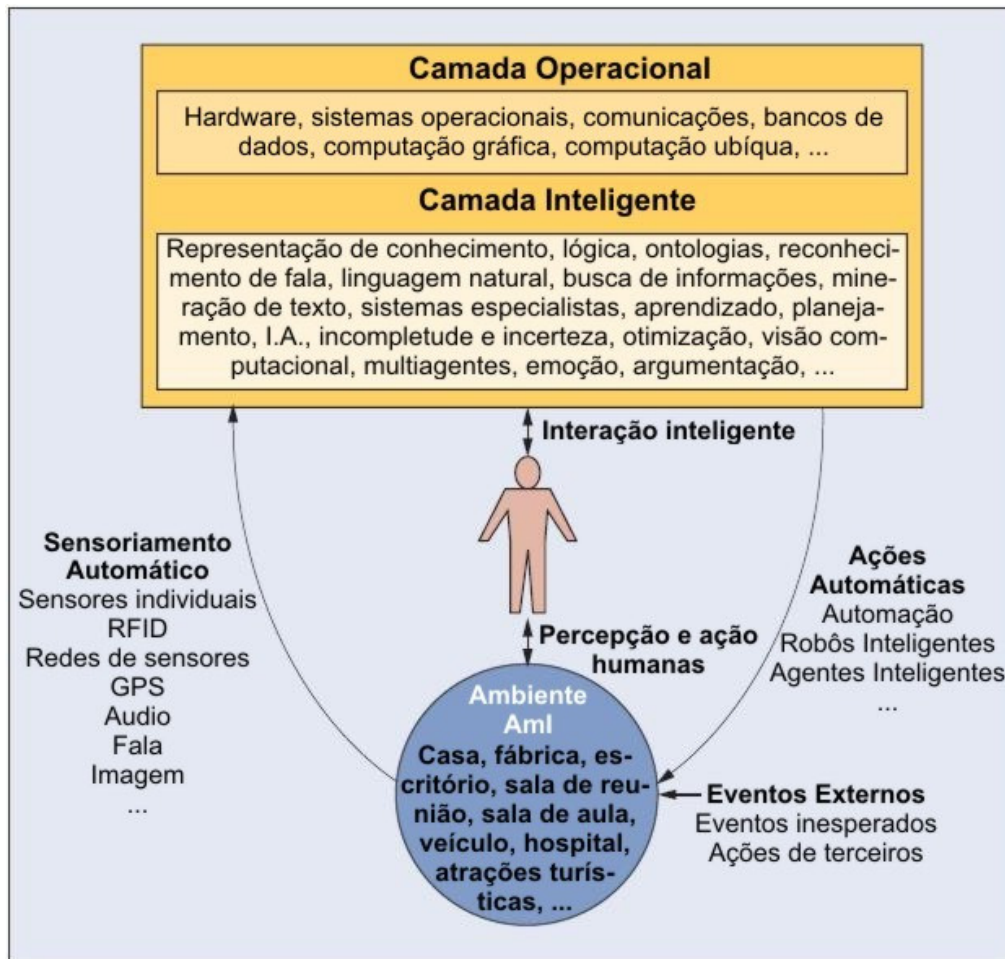 Camada Operacional
Hardware, sistemas operacionais, comunicações, bancos de
dados, computação gráfica, computação ubíqua, ...
Camada Inteligente
Representação de conhecimento, lógica, ontologias, reconheci-
mento de fala, linguagem natural, busca de informações, mine-
ração de texto, sistemas especialistas, aprendizado, planeja-
mento, I.A., incompletude e incerteza, otimização, visão com-
putacional, multiagentes, emoção, argumentação, ...
Interação inteligente
Sensoriamento
Automático
Sensores individuais
RFID
Redes de sensores
GPS
Audio
Fala
Imagem
...
Ações
Automáticas
Automação
Robôs Inteligentes
Agentes Inteligentes
...
Percepção e ação
humanas
Ambiente
AmI
Casa, fábrica, es-
critório, sala de reu-
nião, sala de aula,
veículo, hospital,
atrações turís-
ticas, ...
Eventos Externos
Eventos inesperados
Ações de terceiros